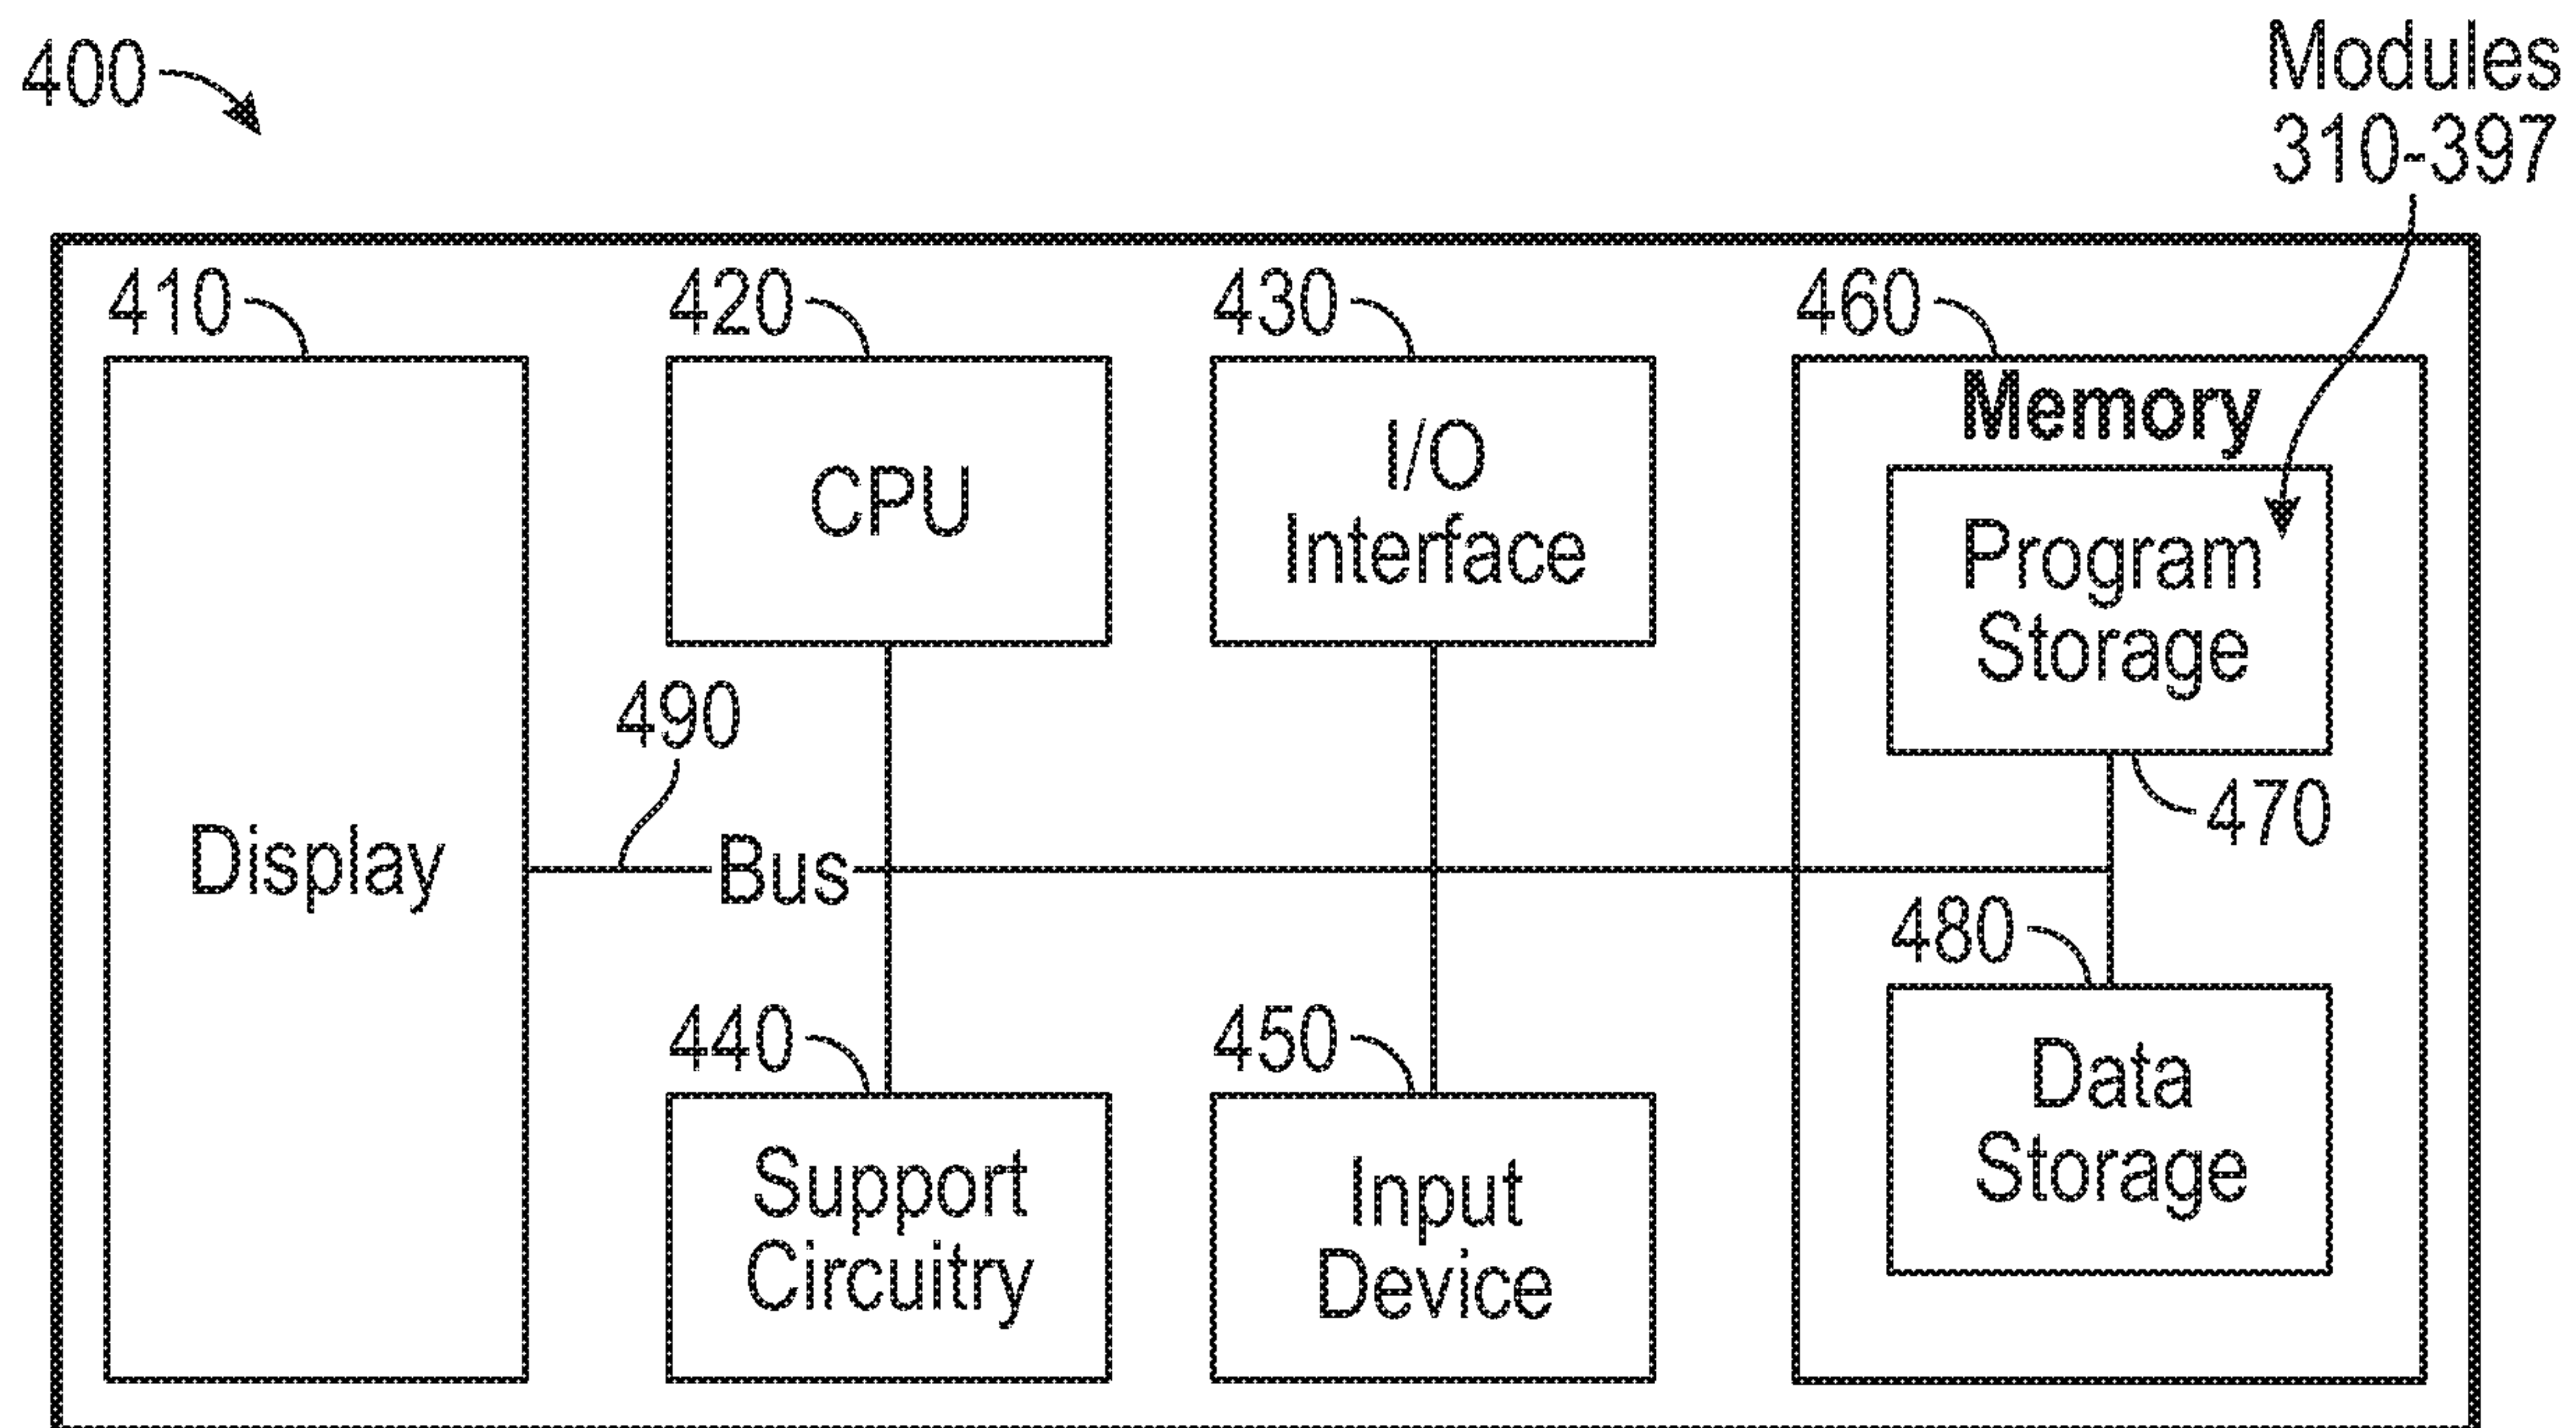 400
Modules
310-397
410
420
430
460
Memory
CPU
I/O
Interface
Program
Storage
490
470
Display
Bus
480
440
450
Data
Storage
Support
Circuitry
Input
Device